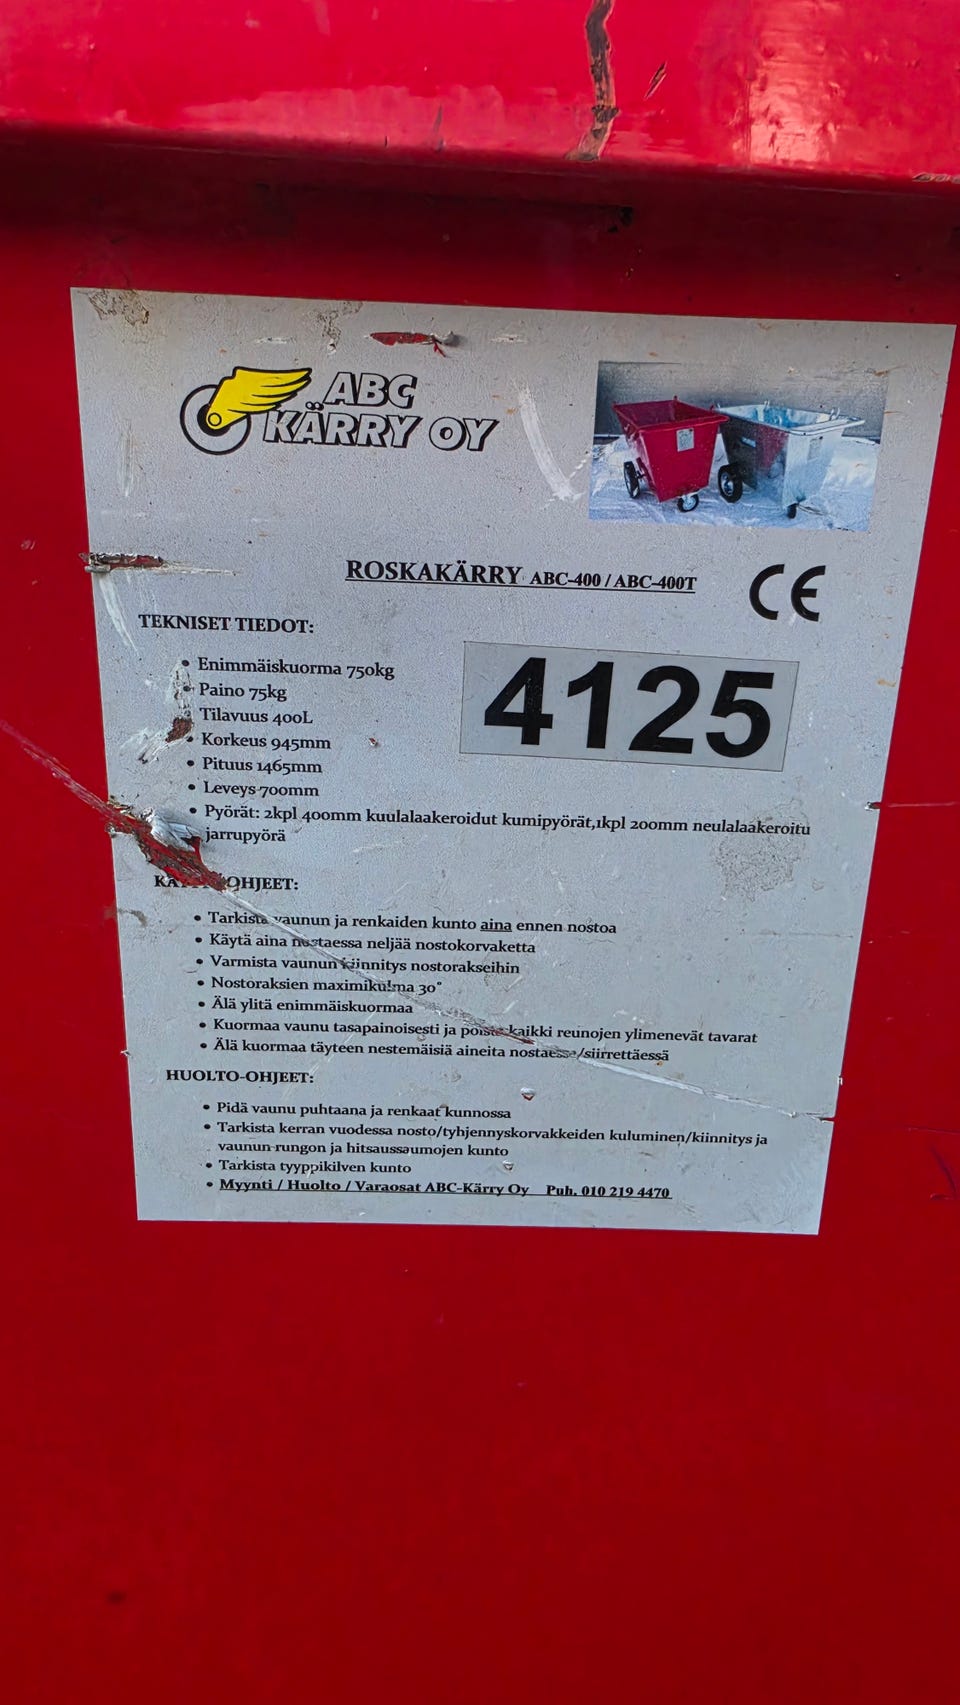 ABC
KÄRRY OY
ROSKAKÄRRY ABC-400 / ABC-400T
CE
TEKNISET TIEDOT:
4125
• Enimmäiskuorma 750kg
• Paino 75kg
Tilavuus 400L
• Korkeus 945mm
• Pituus 1465mm
• Leveys 700mm
• Pyörät: 2kpl 400mm kuulalaakeroidut kumipyörät,1kpl 200mm neulalaakeroitu
jarrupyörä
OHJEET:
• Tarkista vaunun ja renkaiden kunto aina ennen nostoa
• Käytä aina nostaessa neljää nostokorvaketta
• Varmista vaunun kiinnitys nostorakseihin
• Nostoraksien maximikulma 30°
• Älä ylitä enimmäiskuormaa
• Kuormaa vaunu tasapainoisesti ja poista kaikki reunojen ylimenevät tavarat
• Älä kuormaa täyteen nestemäisiä aineita nostaessa/siirrettäessä
HUOLTO-OHJEET:
• Pidä vaunu puhtaana ja renkaat kunnossa
• Tarkista kerran vuodessa nosto/tyhjennyskorvakkeiden kuluminen/kiinnitys ja
vaunun rungon ja hitsaussaumojen kunto
• Tarkista tyyppikilven kunto
• Myynti / Huolto / Varaosat ABC-Kärry Oy Puh. 010 219 4470